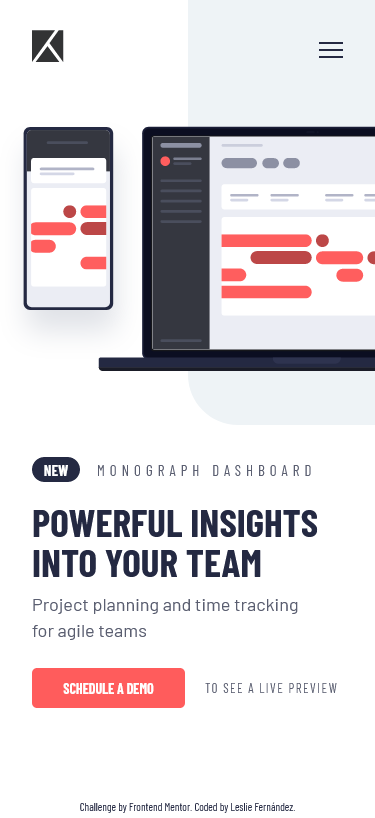 NEW MONOGRAPH DASHBOARD
POWERFUL INSIGHTS
INTO YOUR TEAM
Project planning and time tracking
for agile teams
SCHEDULE A DEMO TO SEE A LIVE PREVIEW
Challenge by Frontend Mentor. Coded by Leslie Fernández.